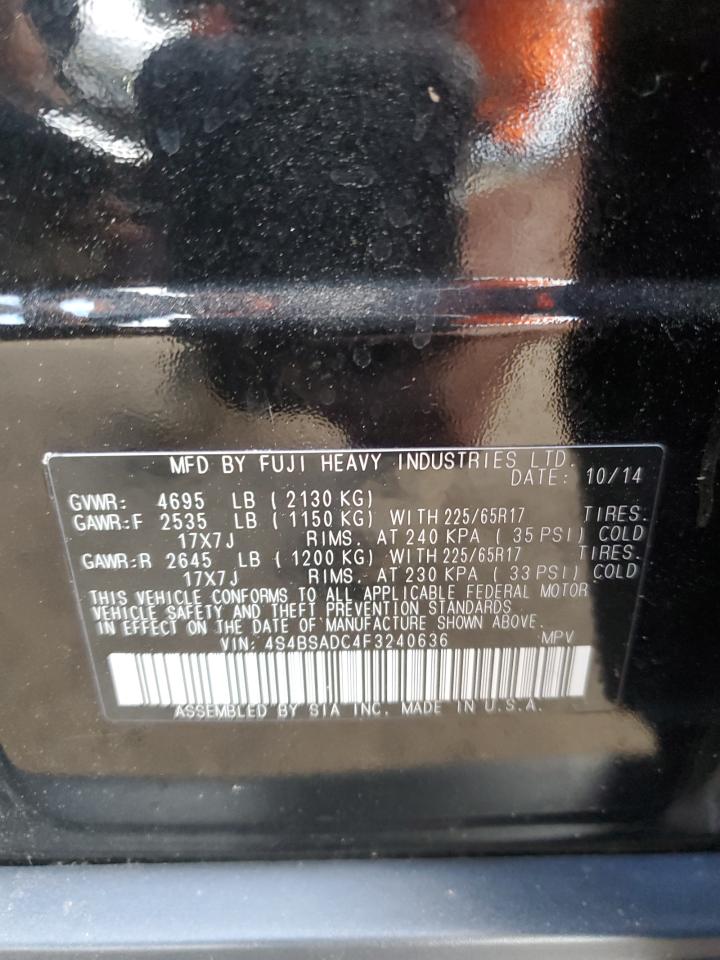 MFD BY FUJI HEAVY INDUSTRIES LTD.
DATE: 10/14
GVWR: 4695 LB ( 2130 KG)
GAWR:F 2535 LB ( 1150 KG) WITH 225/65R17 TIRES.
17X7J RIMS. AT 240 KPA ( 35 PSI) COLD
GAWR:R 2645 LB ( 1200 KG) WITH 225/65R17 TIRES.
17X7J RIMS. AT 230 KPA ( 33 PSI) COLD
THIS VEHICLE CONFORMS TO ALL APPLICABLE FEDERAL MOTOR
VEHICLE SAFETY AND THEFT PREVENTION STANDARDS
IN EFFECT ON THE DATE OF MANUFACTURE SHOWN ABOVE.
VIN: 4S4BSADC4F3240636 MPV
ASSEMBLED BY SIA INC. MADE IN U.S.A.